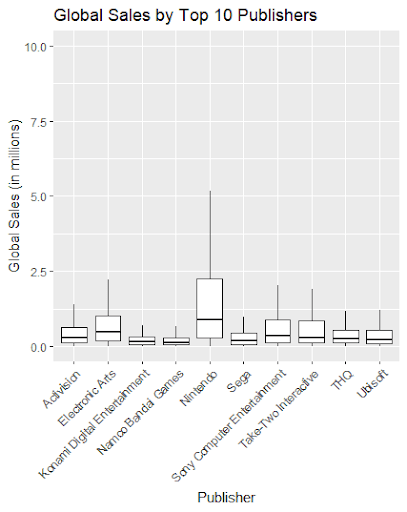 Global Sales by Top 10 Publishers
10.0
7.5
5.0
2.5
0.0
Global Sales (in millions)
Activision
Electronic Arts
Konami Digital Entertainment
Namco Bandai Games
Nintendo
Sega
Sony Computer Entertainment
Take-Two Interactive
THQ
Ubisoft
Publisher